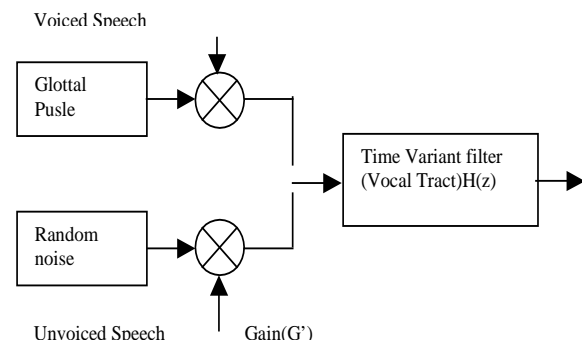 Voiced Speech
Glottal
Pusle
Time Variant filter
(Vocal Tract)H(z)
Random
noise
Unvoiced Speech Gain(G')